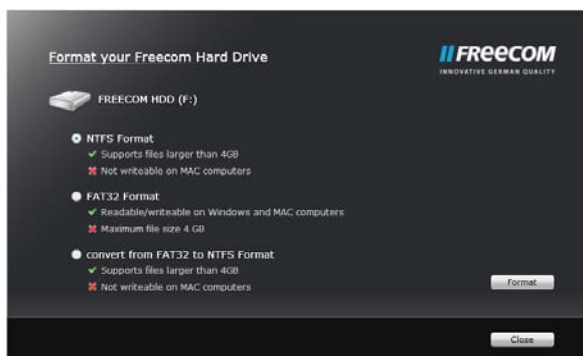 Format your Freecom Hard Drive
FREECOM
INNOVATIVE GERMAN QUALITY
FREECOM HDD (F:)
NTFS Format
Supports files larger than 4GB
Not writeable on MAC computers
FAT32 Format
Readable/writeable on Windows and MAC computers
Maximum file size 4 GB
convert from FAT32 to NTFS Format
Supports files larger than 4GB
Not writeable on MAC computers
Format
Close